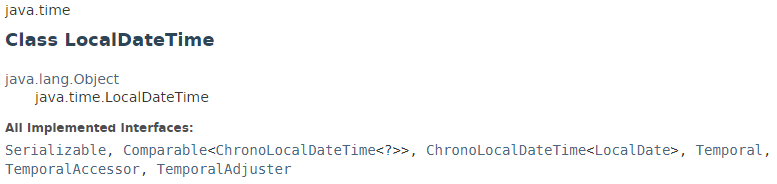 java.time
Class LocalDateTime
java.lang.Object
java.time.LocalDateTime
All Implemented Interfaces:
Serializable, Comparable<ChronoLocalDateTime<?>>, ChronoLocalDateTime<LocalDate>, Temporal,
TemporalAccessor, TemporalAdjuster